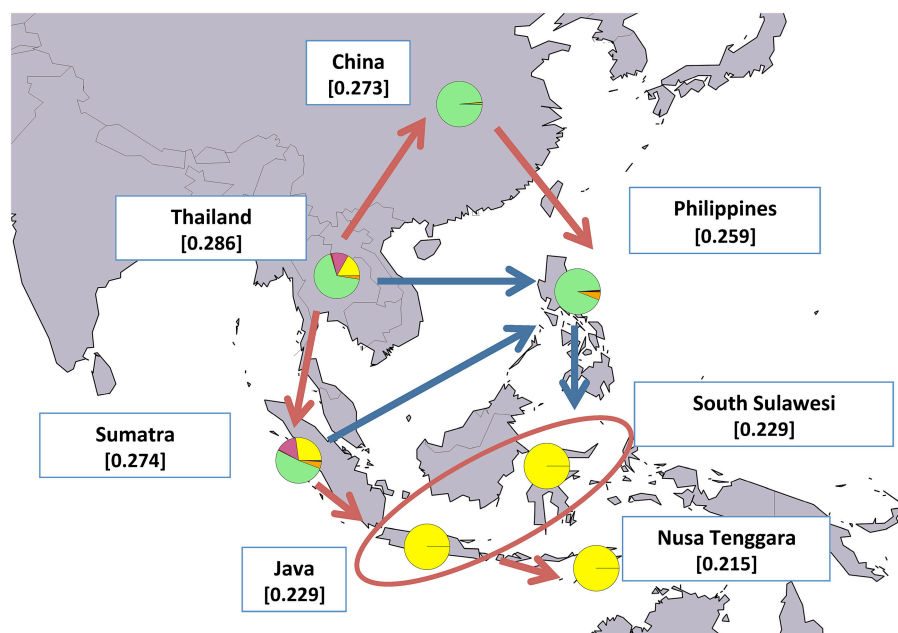 China
[0.273]
Thailand
[0.286]
Philippines
[0.259]
Sumatra
[0.274]
South Sulawesi
[0.229]
Java
[0.229]
Nusa Tenggara
[0.215]